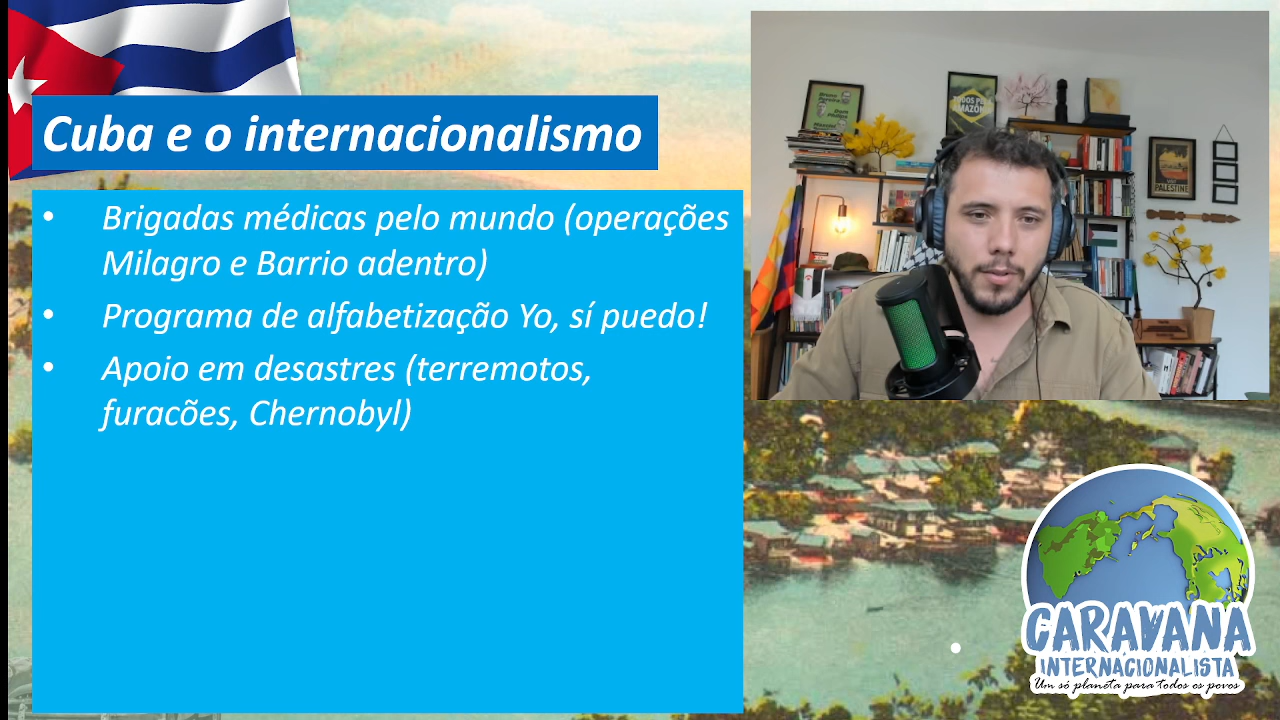 Cuba e o internacionalismo
• Brigadas médicas pelo mundo (operações
Milagro e Barrio adentro)
• Programa de alfabetização Yo, sí puedo!
• Apoio em desastres (terremotos,
furacões, Chernobyl)
PALESTINE
CARAVANA
INTERNACIONALISTA
Um só planeta para todos os povos